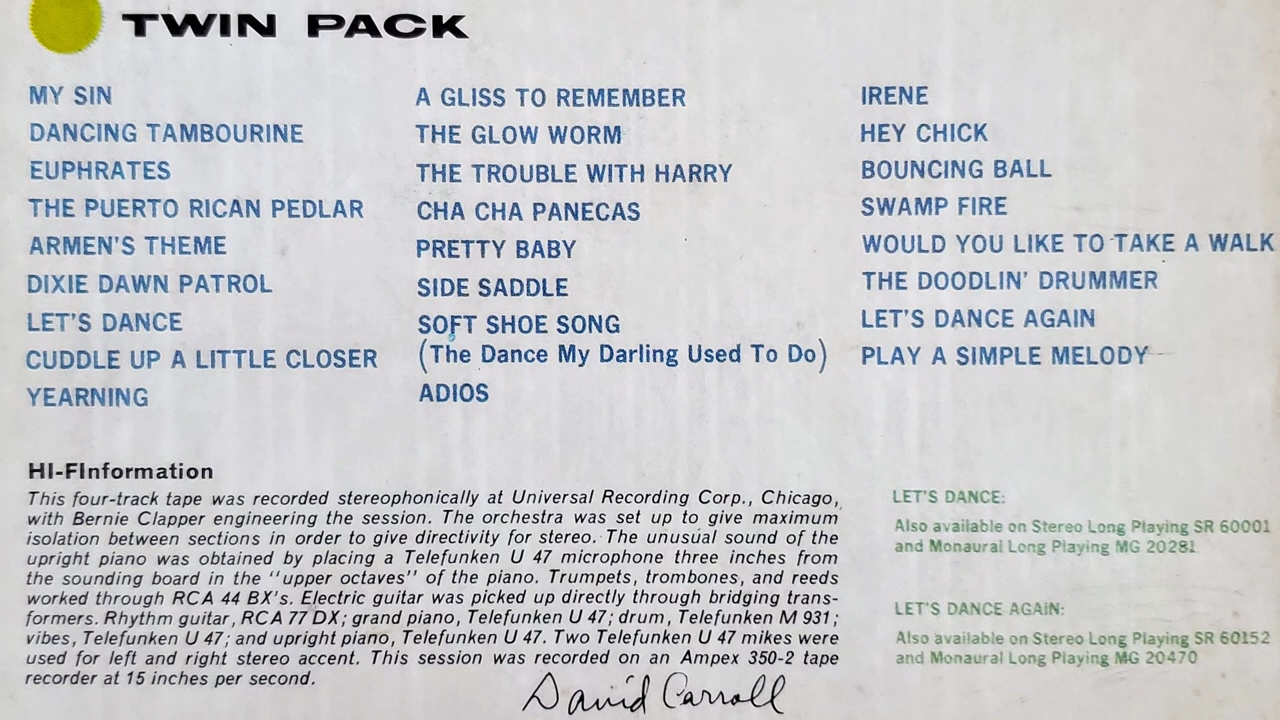 TWIN PACK
MY SIN
DANCING TAMBOURINE
EUPHRATES
THE PUERTO RICAN PEDLAR
ARMEN'S THEME
DIXIE DAWN PATROL
LET'S DANCE
CUDDLE UP A LITTLE CLOSER
YEARNING
A GLISS TO REMEMBER
THE GLOW WORM
THE TROUBLE WITH HARRY
CHA CHA PANECAS
PRETTY BABY
SIDE SADDLE
SOFT SHOE SONG
(The Dance My Darling Used To Do)
ADIOS
IRENE
HEY CHICK
BOUNCING BALL
SWAMP FIRE
WOULD YOU LIKE TO TAKE A WALK
THE DOODLIN' DRUMMER
LET'S DANCE AGAIN
PLAY A SIMPLE MELODY
HI-FInformation
This four-track tape was recorded stereophonically at Universal Recording Corp., Chicago,
with Bernie Clapper engineering the session. The orchestra was set up to give maximum
isolation between sections in order to give directivity for stereo. The unusual sound of the
upright piano was obtained by placing a Telefunken U 47 microphone three inches from
the sounding board in the "upper octaves" of the piano. Trumpets, trombones, and reeds
worked through RCA 44 BX's. Electric guitar was picked up directly through bridging trans-
formers. Rhythm guitar, RCA 77 DX; grand piano, Telefunken U 47; drum, Telefunken M 931;
vibes, Telefunken U 47; and upright piano, Telefunken U 47. Two Telefunken U 47 mikes were
used for left and right stereo accent. This session was recorded on an Ampex 350-2 tape
recorder at 15 inches per second.
David Carroll
LET'S DANCE:
Also available on Stereo Long Playing SR 60001
and Monaural Long Playing MG 20281
LET'S DANCE AGAIN:
Also available on Stereo Long Playing SR 60152
and Monaural Long Playing MG 20470